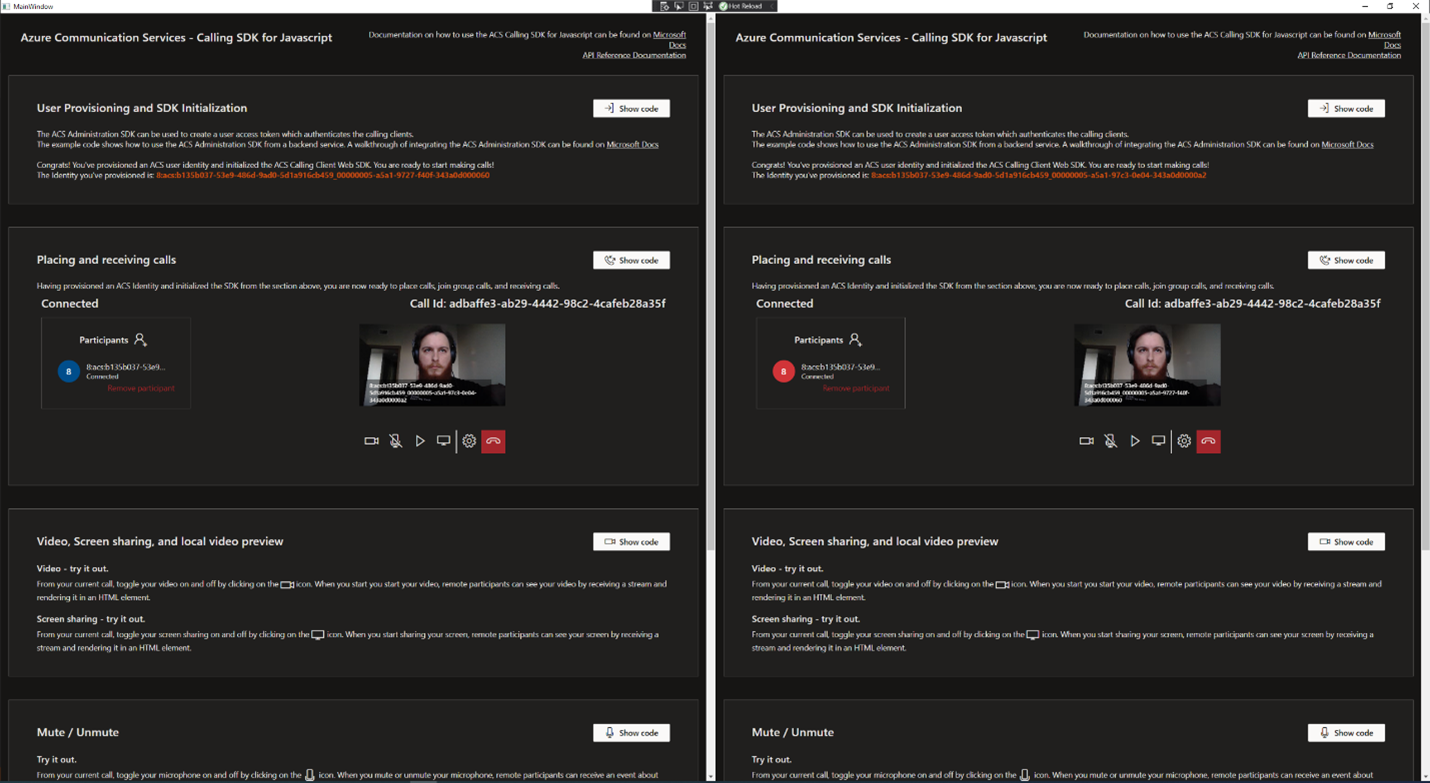 MainWindow
Hot Reload
Azure Communication Services - Calling SDK for Javascript
Documentation on how to use the ACS Calling SDK for Javascript can be found on Microsoft
Docs
API Reference Documentation
User Provisioning and SDK Initialization
Show code
The ACS Administration SDK can be used to create a user access token which authenticates the calling clients.
The example code shows how to use the ACS Administration SDK from a backend service. A walkthrough of integrating the ACS Administration SDK can be found on Microsoft Docs
Congrats! You've provisioned an ACS user identity and initialized the ACS Calling Client Web SDK. You are ready to start making calls!
The Identity you've provisioned is: 8:acs:b135b037-53e9-486d-9ad0-5d1a916cb459_00000005-a5a1-9727-f40f-343a0d000060
Placing and receiving calls
Show code
Having provisioned an ACS Identity and initialized the SDK from the section above, you are now ready to place calls, join group calls, and receiving calls.
Connected
Call Id: adbaffe3-ab29-4442-98c2-4cafeb28a35f
Participants
8
8:acs:b135b037-53e9...
Connected
Remove participant
8:acs:b135b037-53e9-486d-9ad0-
5d1a916cb459_00000005-a5a1-97c3-0e04-
343a0d0000a2
Video, Screen sharing, and local video preview
Show code
Video - try it out.
From your current call, toggle your video on and off by clicking on the icon. When you start you start your video, remote participants can see your video by receiving a stream and
rendering it in an HTML element.
Screen sharing - try it out.
From your current call, toggle your screen sharing on and off by clicking on the icon. When you start sharing your screen, remote participants can see your screen by receiving a
stream and rendering it in an HTML element.
Mute / Unmute
Show code
Try it out.
From your current call, toggle your microphone on and off by clicking on the icon. When you mute or unmute your microphone, remote participants can receive an event about
Azure Communication Services - Calling SDK for Javascript
Documentation on how to use the ACS Calling SDK for Javascript can be found on Microsoft
Docs
API Reference Documentation
User Provisioning and SDK Initialization
Show code
The ACS Administration SDK can be used to create a user access token which authenticates the calling clients.
The example code shows how to use the ACS Administration SDK from a backend service. A walkthrough of integrating the ACS Administration SDK can be found on Microsoft Docs
Congrats! You've provisioned an ACS user identity and initialized the ACS Calling Client Web SDK. You are ready to start making calls!
The Identity you've provisioned is: 8:acs:b135b037-53e9-486d-9ad0-5d1a916cb459_00000005-a5a1-97c3-0e04-343a0d0000a2
Placing and receiving calls
Show code
Having provisioned an ACS Identity and initialized the SDK from the section above, you are now ready to place calls, join group calls, and receiving calls.
Connected
Call Id: adbaffe3-ab29-4442-98c2-4cafeb28a35f
Participants
8
8:acs:b135b037-53e9...
Connected
Remove participant
8:acs:b135b037-53e9-486d-9ad0-
5d1a916cb459_00000005-a5a1-9727-f40f-
343a0d000060
Video, Screen sharing, and local video preview
Show code
Video - try it out.
From your current call, toggle your video on and off by clicking on the icon. When you start you start your video, remote participants can see your video by receiving a stream and
rendering it in an HTML element.
Screen sharing - try it out.
From your current call, toggle your screen sharing on and off by clicking on the icon. When you start sharing your screen, remote participants can see your screen by receiving a
stream and rendering it in an HTML element.
Mute / Unmute
Show code
Try it out.
From your current call, toggle your microphone on and off by clicking on the icon. When you mute or unmute your microphone, remote participants can receive an event about